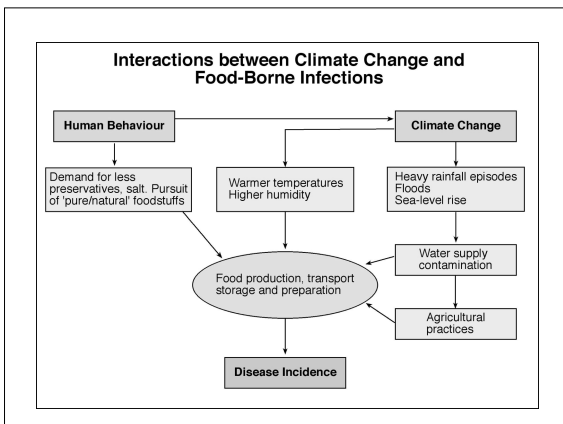 Interactions between Climate Change and
Food-Borne Infections
Human Behaviour
Climate Change
Demand for less
preservatives, salt. Pursuit
of 'pure/natural' foodstuffs
Warmer temperatures
Higher humidity
Heavy rainfall episodes
Floods
Sea-level rise
Water supply
contamination
Food production, transport
storage and preparation
Agricultural
practices
Disease Incidence